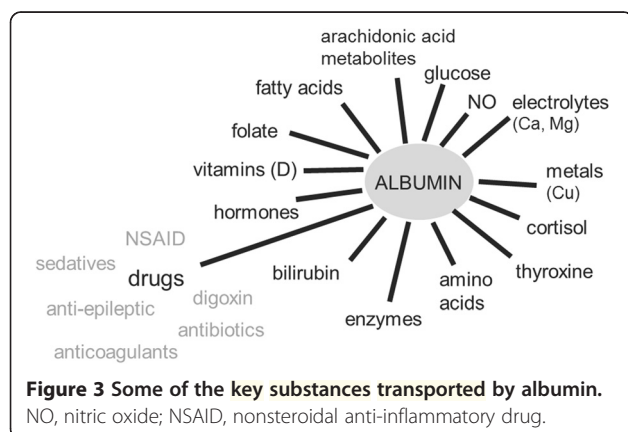 arachidonic acid
metabolites
glucose
fatty acids
NO
electrolytes
(Ca, Mg)
folate
vitamins (D)
ALBUMIN
metals
(Cu)
hormones
cortisol
NSAID
sedatives
drugs
bilirubin
amino
acids
thyroxine
anti-epileptic
digoxin
enzymes
antibiotics
anticoagulants
Figure 3 Some of the key substances transported by albumin.
NO, nitric oxide; NSAID, nonsteroidal anti-inflammatory drug.